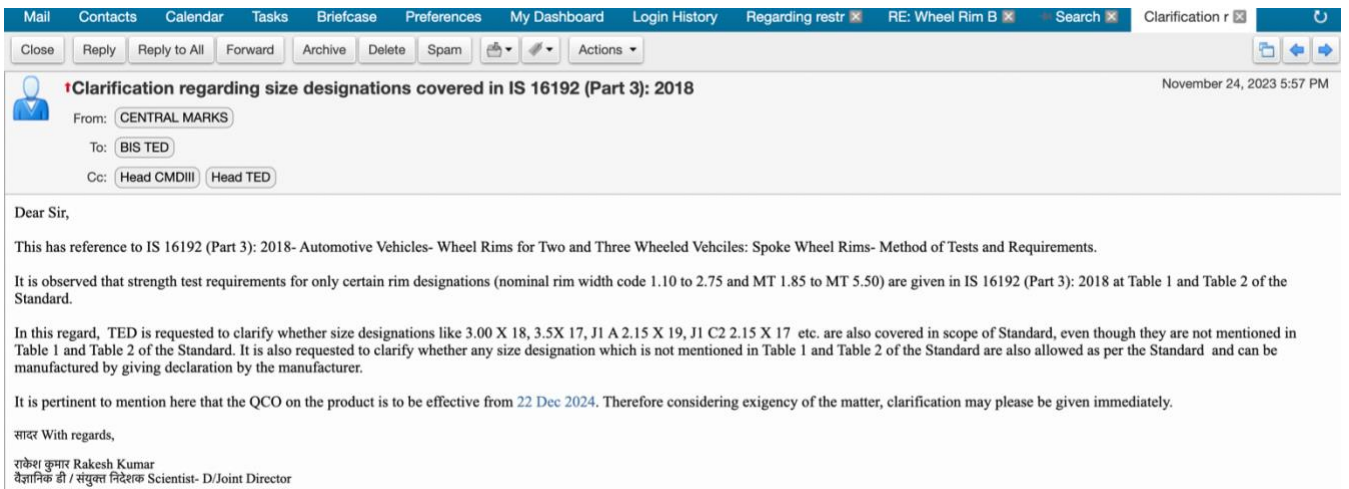 Mail Contacts Calendar Tasks Briefcase Preferences My Dashboard Login History Regarding restr RE: Wheel Rim B Search Clarification r
Close Reply Reply to All Forward Archive Delete Spam Actions
Clarification regarding size designations covered in IS 16192 (Part 3): 2018 November 24, 2023 5:57 PM
From: CENTRAL MARKS
To: BIS TED
Cc: Head CMDIII Head TED
Dear Sir,
This has reference to IS 16192 (Part 3): 2018- Automotive Vehicles- Wheel Rims for Two and Three Wheeled Vehciles: Spoke Wheel Rims- Method of Tests and Requirements.
It is observed that strength test requirements for only certain rim designations (nominal rim width code 1.10 to 2.75 and MT 1.85 to MT 5.50) are given in IS 16192 (Part 3): 2018 at Table 1 and Table 2 of the
Standard.
In this regard, TED is requested to clarify whether size designations like 3.00 X 18, 3.5X 17, J1 A 2.15 X 19, J1 C2 2.15 X 17 etc. are also covered in scope of Standard, even though they are not mentioned in
Table 1 and Table 2 of the Standard. It is also requested to clarify whether any size designation which is not mentioned in Table 1 and Table 2 of the Standard are also allowed as per the Standard and can be
manufactured by giving declaration by the manufacturer.
It is pertinent to mention here that the QCO on the product is to be effective from 22 Dec 2024. Therefore considering exigency of the matter, clarification may please be given immediately.
सादर With regards,
राकेश कुमार Rakesh Kumar
वैज्ञानिक डी / संयुक्त निदेशक Scientist- D/Joint Director